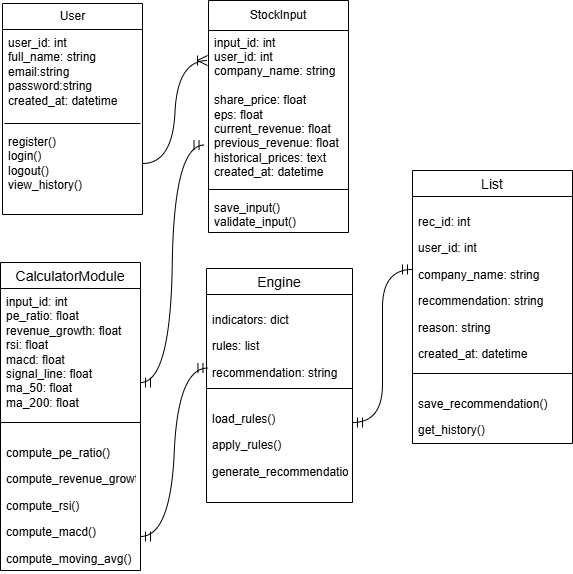 User
user_id: int
full_name: string
email:string
password:string
created_at: datetime
register()
login()
logout()
view_history()
StockInput
input_id: int
user_id: int
company_name: string
share_price: float
eps: float
current_revenue: float
previous_revenue: float
historical_prices: text
created_at: datetime
save_input()
validate_input()
CalculatorModule
input_id: int
pe_ratio: float
revenue_growth: float
rsi: float
macd: float
signal_line: float
ma_50: float
ma_200: float
compute_pe_ratio()
compute_revenue_growt
compute_rsi()
compute_macd()
compute_moving_avg()
Engine
indicators: dict
rules: list
recommendation: string
load_rules()
apply_rules()
generate_recommendatio
List
rec_id: int
user_id: int
company_name: string
recommendation: string
reason: string
created_at: datetime
save_recommendation()
get_history()